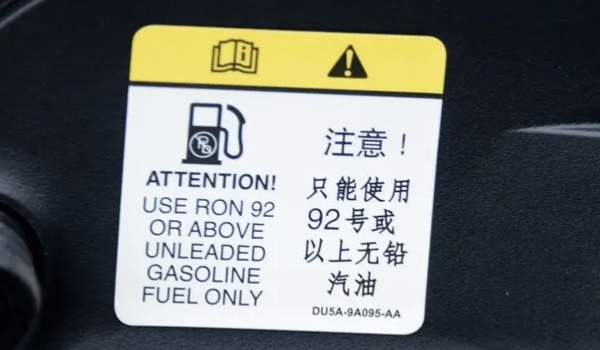 ATTENTION!
USE RON 92
OR ABOVE
UNLEADED
GASOLINE
FUEL ONLY
注意！
只能使用
92号或
以上无铅
汽油
DU5A-9A095-AA